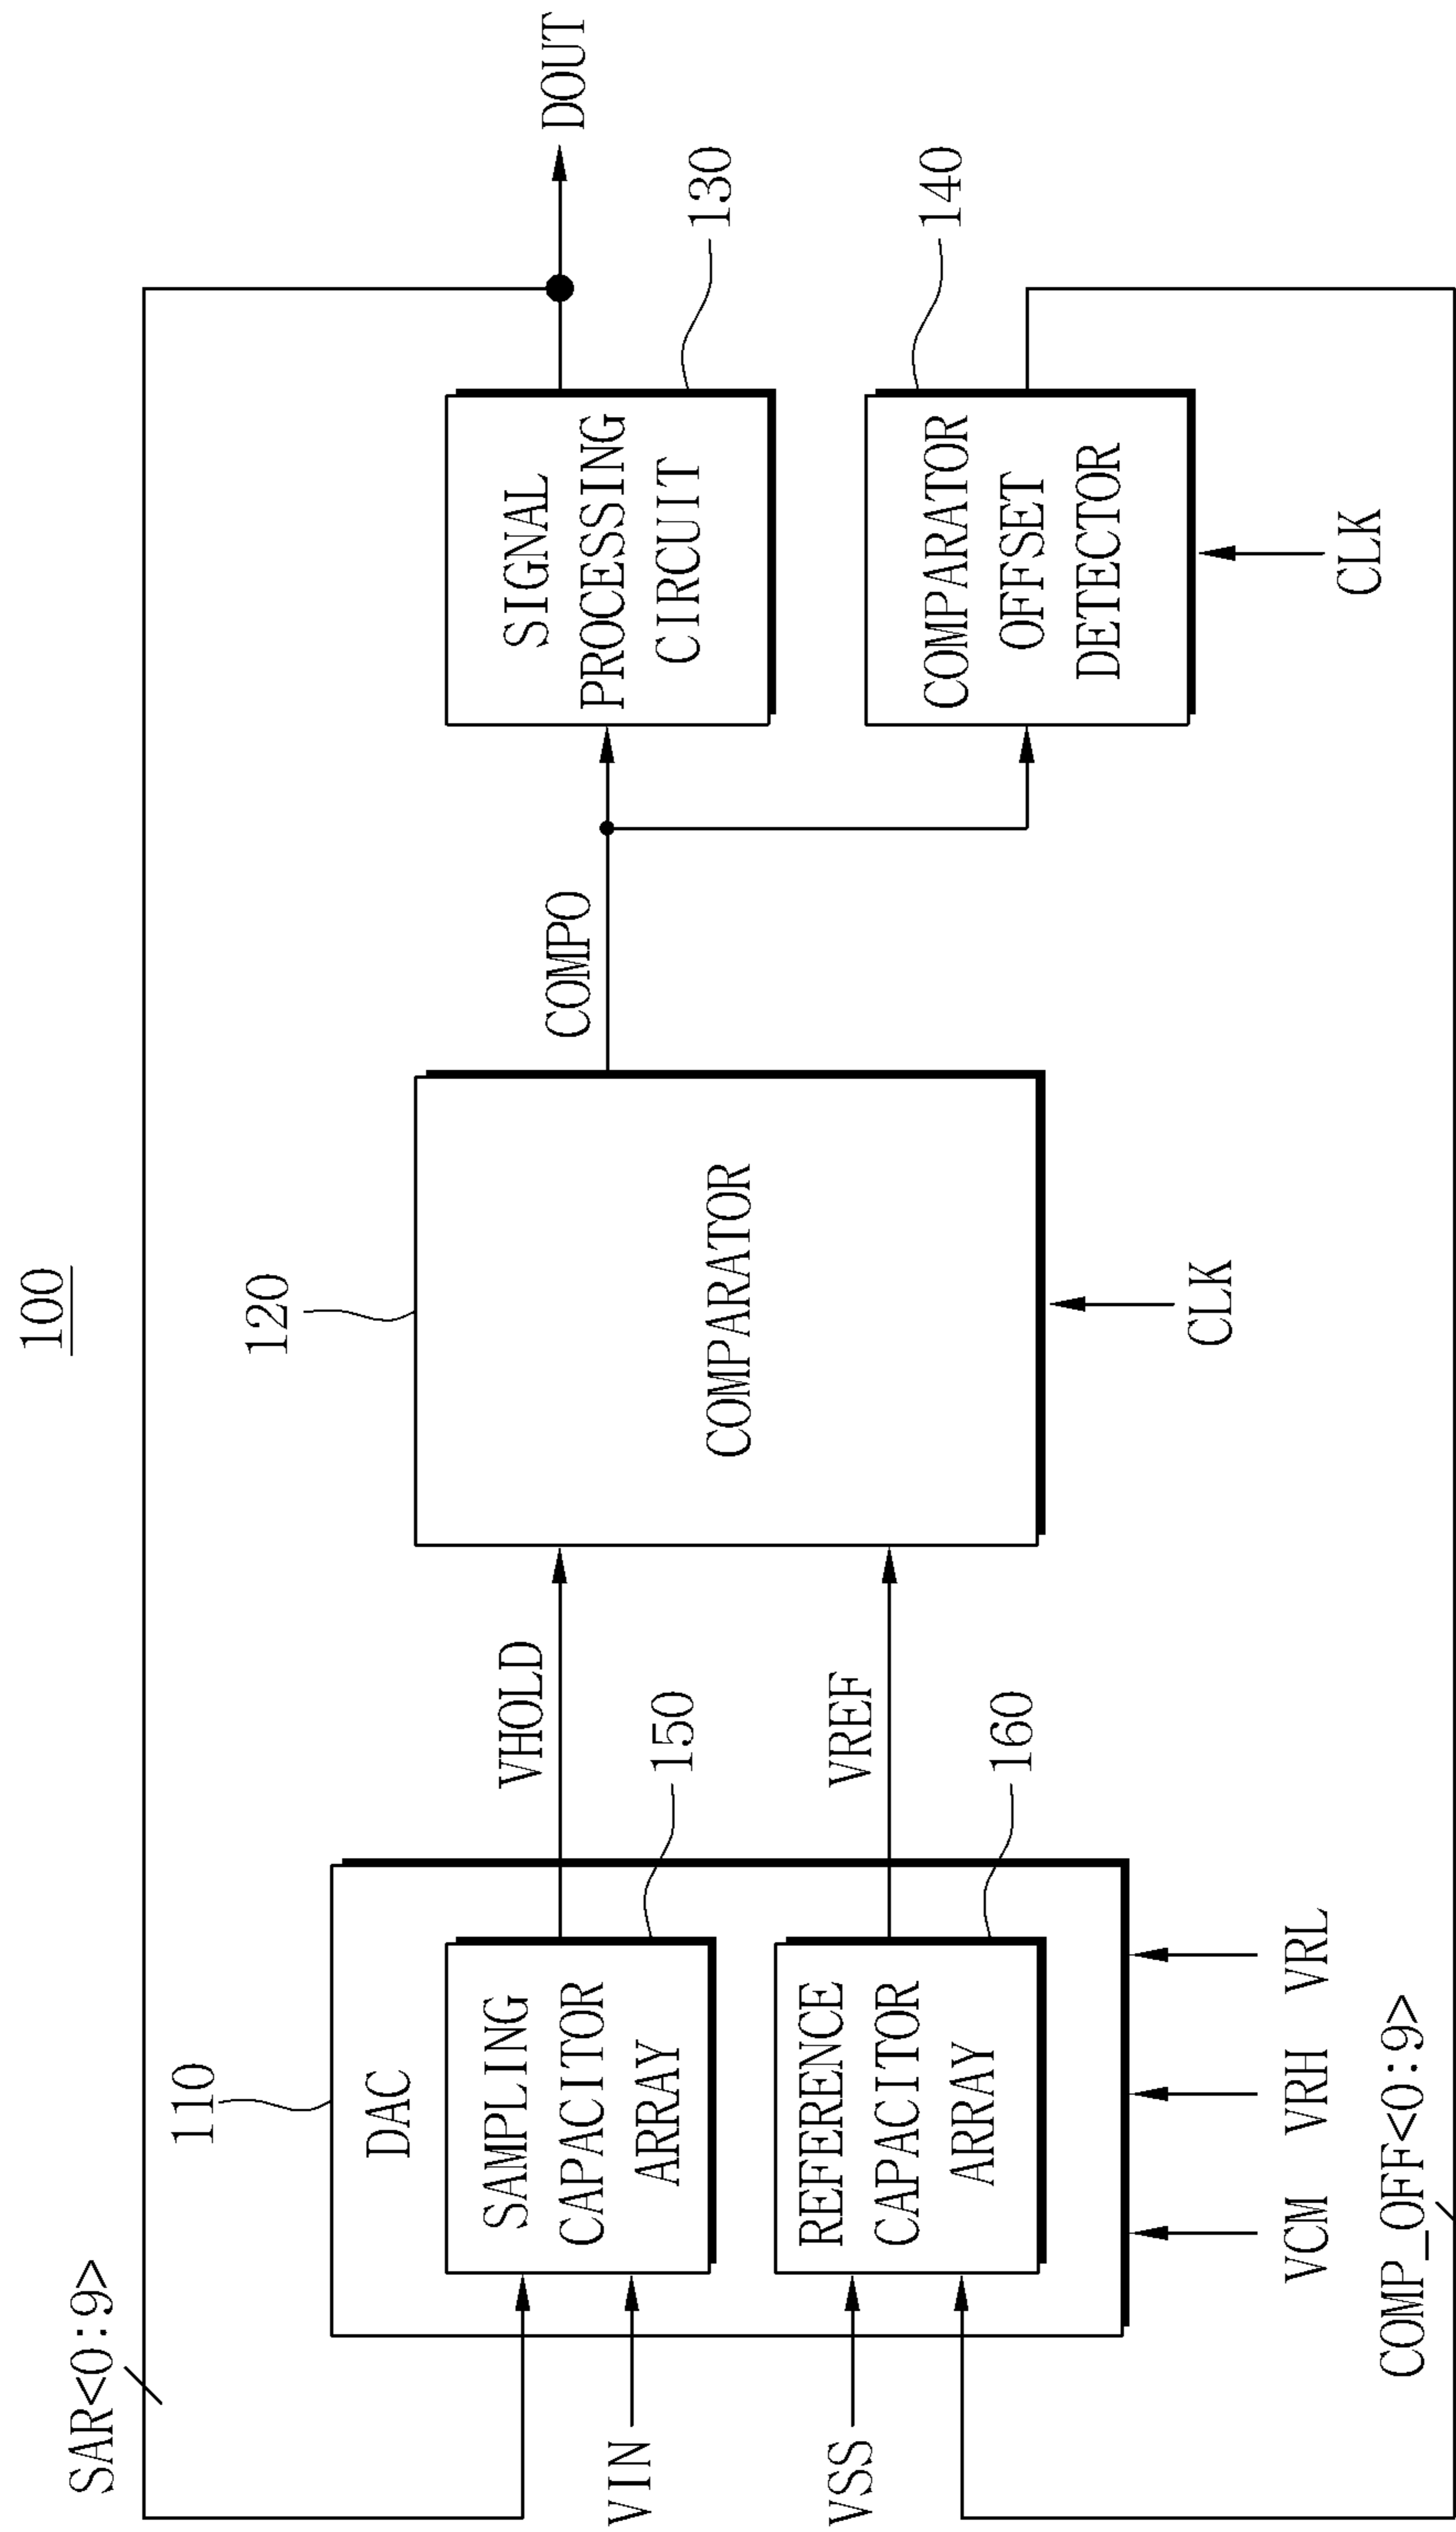 100
SAR<0:9>
110
DAC
SAMPLING
CAPACITOR
ARRAY
150
REFERENCE
CAPACITOR
ARRAY
160
VIN
VSS
VCM
VRH
VRL
COMP_OFF<0:9>
VHOLD
VREF
120
COMPARATOR
CLK
COMPO
SIGNAL
PROCESSING
CIRCUIT
130
DOUT
COMPARATOR
OFFSET
DETECTOR
140
CLK